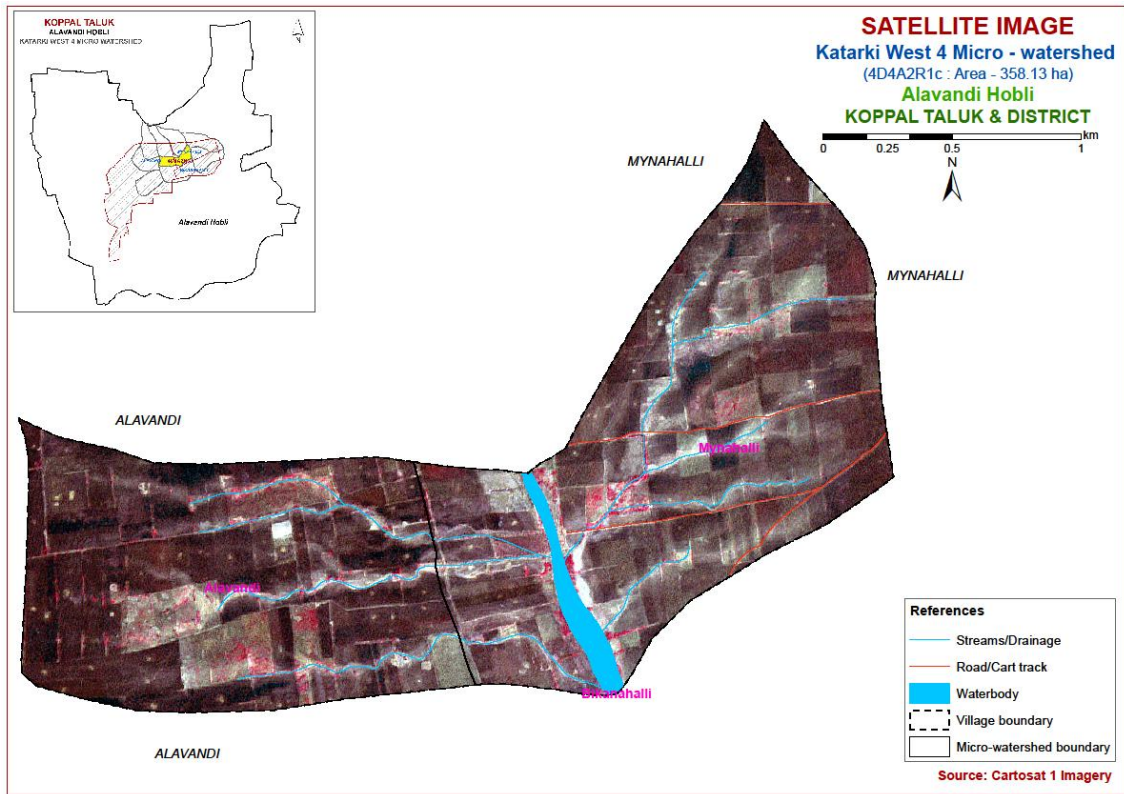 KOPPAL TALUK
ALAVANDI HOBLI
KATARKI WEST 4 MICRO WATERSHED
Alavandi Hobli
SATELLITE IMAGE
Katarki West 4 Micro - watershed
(4D4A2R1c : Area - 358.13 ha)
Alavandi Hobli
KOPPAL TALUK & DISTRICT
km
0 0.25 0.5 1
N
MYNAHALLI
MYNAHALLI
ALAVANDI
Mynahalli
Alavandi
Bikanahalli
ALAVANDI
References
Streams/Drainage
Road/Cart track
Waterbody
Village boundary
Micro-watershed boundary
Source: Cartosat 1 Imagery